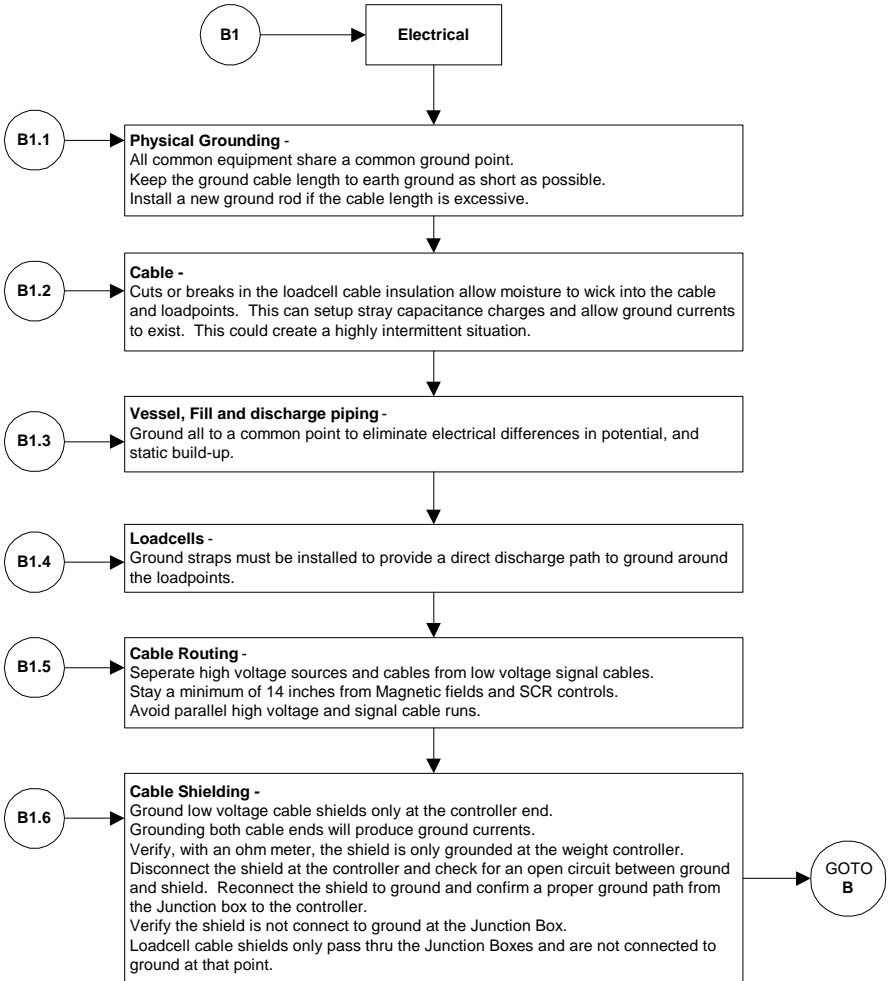 B1
Electrical
B1.1
Physical Grounding -
All common equipment share a common ground point.
Keep the ground cable length to earth ground as short as possible.
Install a new ground rod if the cable length is excessive.
B1.2
Cable -
Cuts or breaks in the loadcell cable insulation allow moisture to wick into the cable
and loadpoints.  This can setup stray capacitance charges and allow ground currents
to exist.  This could create a highly intermittent situation.
B1.3
Vessel, Fill and discharge piping -
Ground all to a common point to eliminate electrical differences in potential, and
static build-up.
B1.4
Loadcells -
Ground straps must be installed to provide a direct discharge path to ground around
the loadpoints.
B1.5
Cable Routing -
Seperate high voltage sources and cables from low voltage signal cables.
Stay a minimum of 14 inches from Magnetic fields and SCR controls.
Avoid parallel high voltage and signal cable runs.
B1.6
Cable Shielding -
Ground low voltage cable shields only at the controller end.
Grounding both cable ends will produce ground currents.
Verify, with an ohm meter, the shield is only grounded at the weight controller.
Disconnect the shield at the controller and check for an open circuit between ground
and shield.  Reconnect the shield to ground and confirm a proper ground path from
the Junction box to the controller.
Verify the shield is not connect to ground at the Junction Box.
Loadcell cable shields only pass thru the Junction Boxes and are not connected to
ground at that point.
GOTO
B